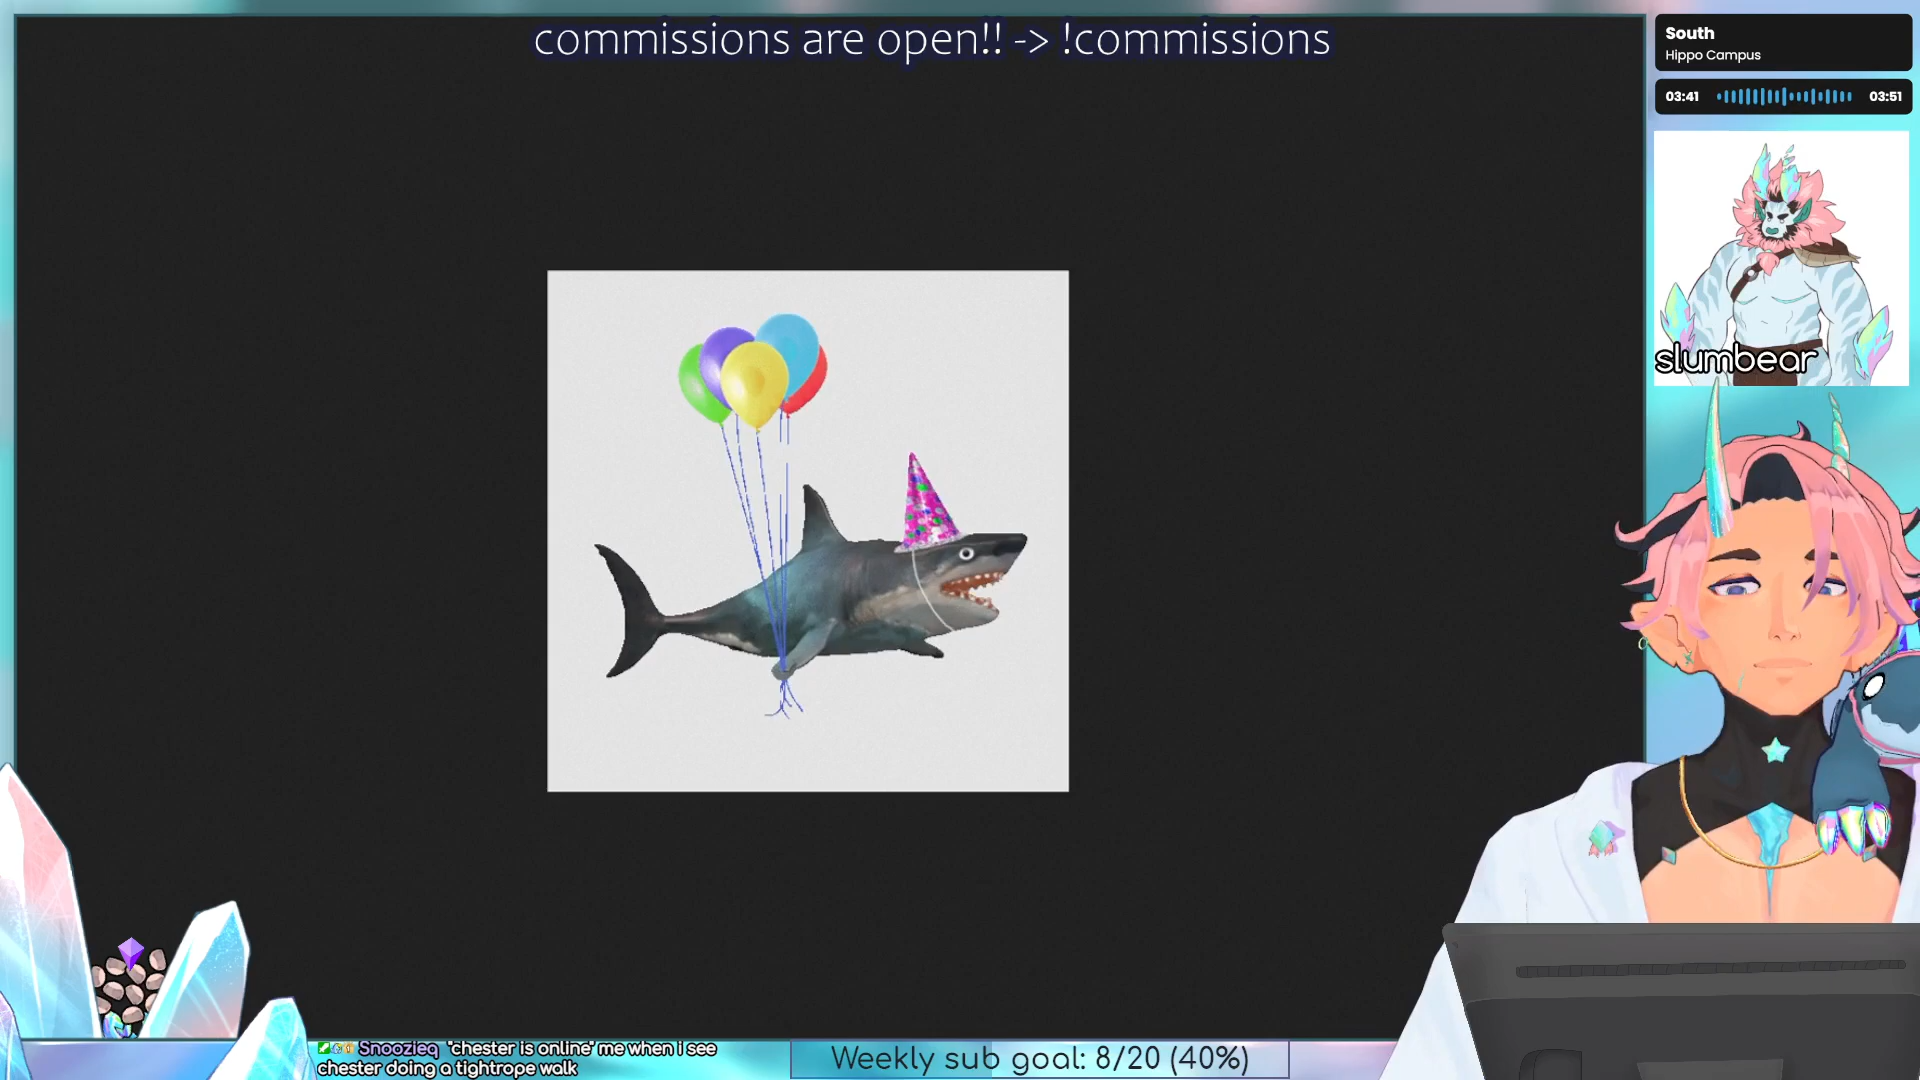 commissions are open!! -> !commissions
South
Hippo Campus
03:41 03:51
slumbear
Snoozieq "chester is online" me when i see
chester doing a tightrope walk
Weekly sub goal: 8/20 (40%)